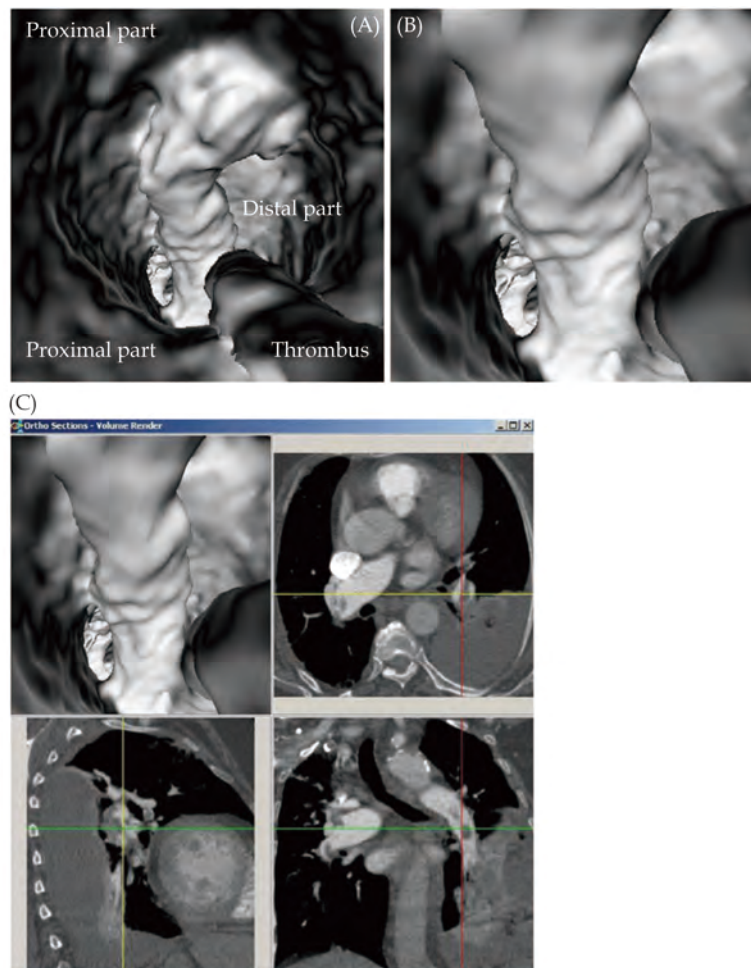 Proximal part
(A)
(B)
Distal part
Proximal part
Thrombus
(C)
Ortho Sections - Volume Render